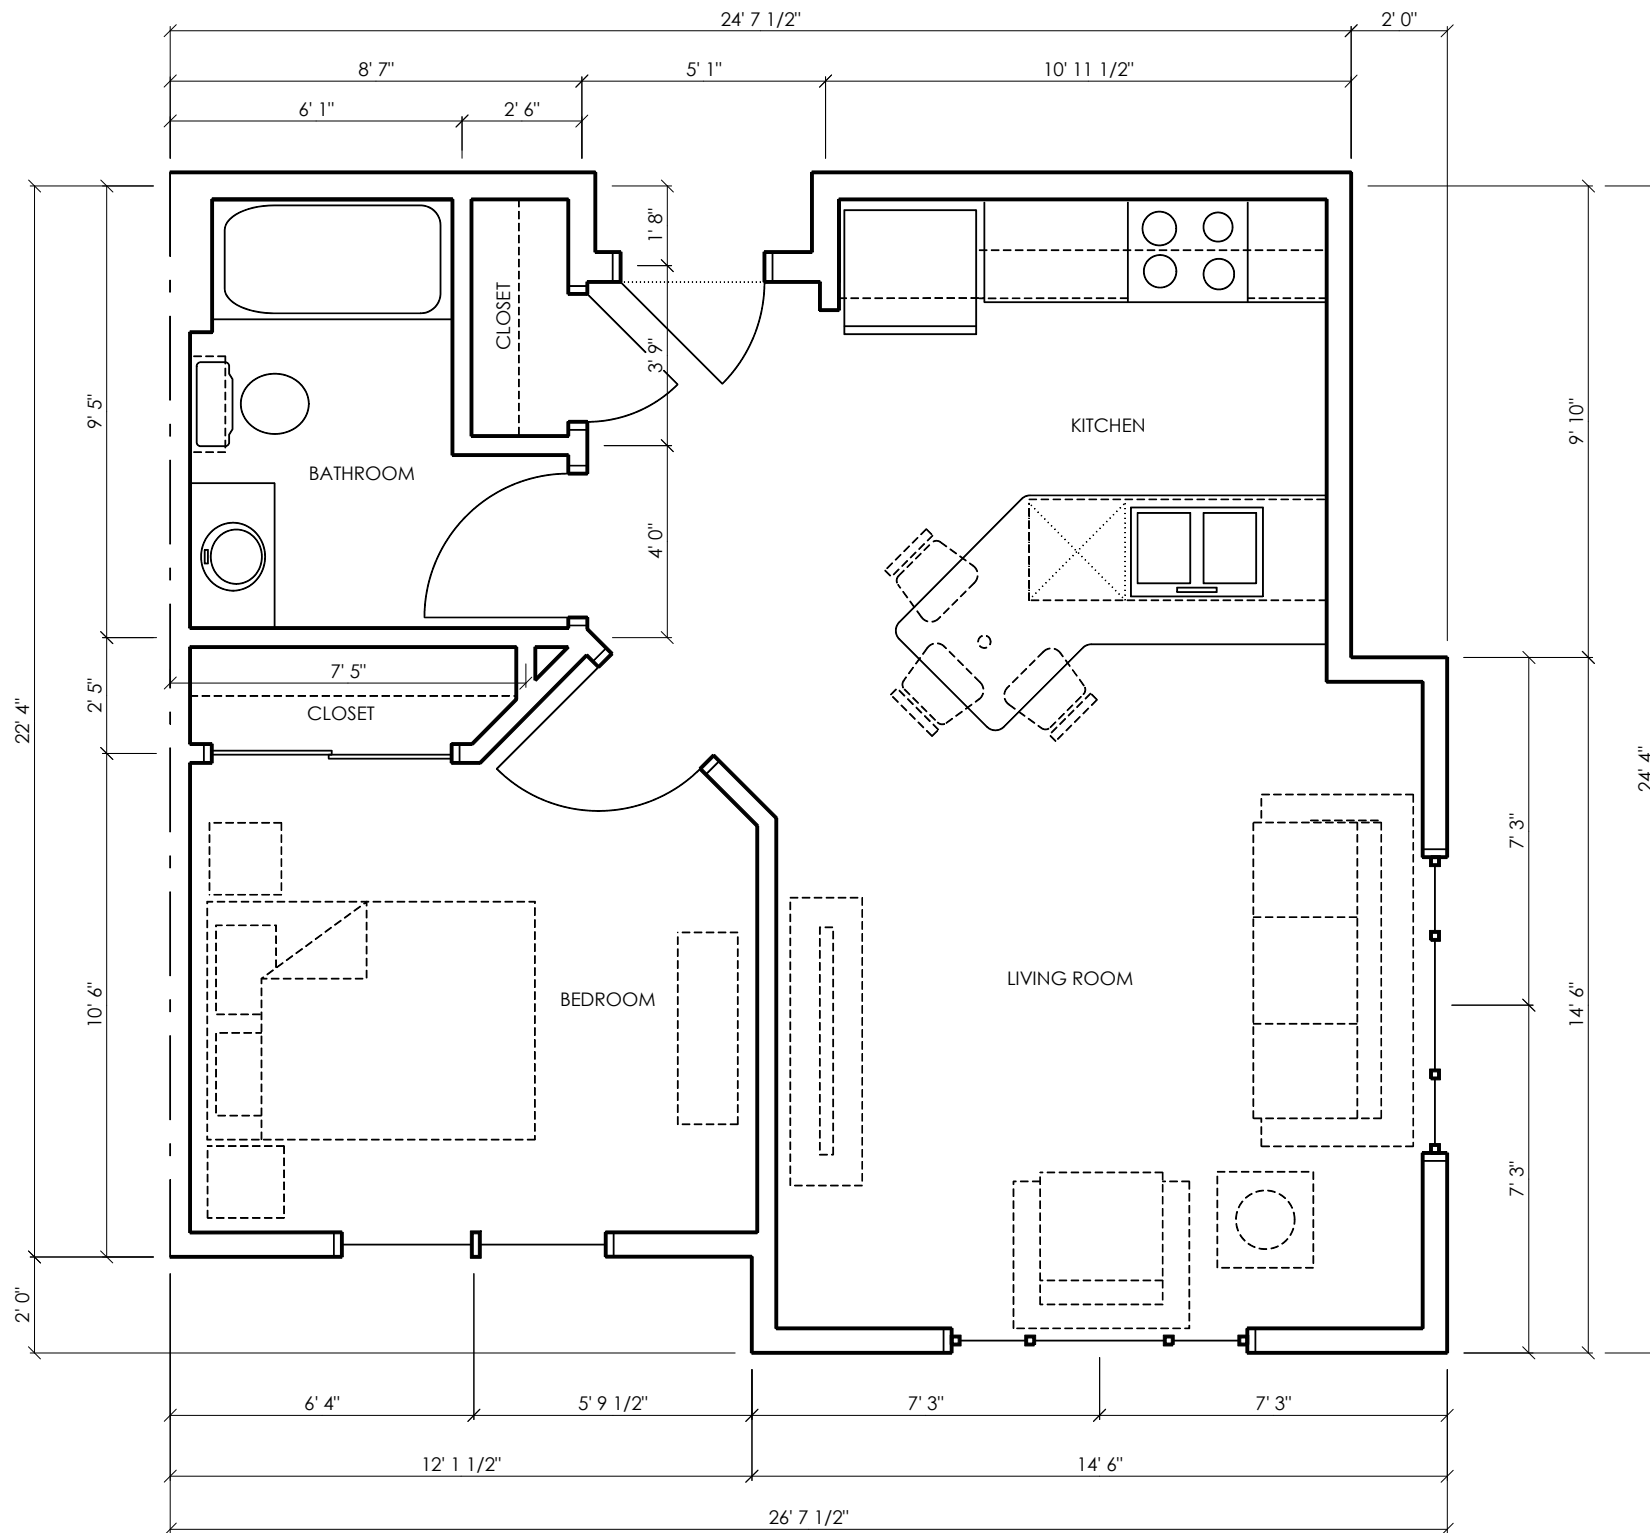 24' 7 1/2"
2' 0"
8' 7"
5' 1"
10' 11 1/2"
6' 1"
2' 6"
1' 8"
CLOSET
3' 9"
9' 5"
9' 10"
KITCHEN
BATHROOM
4' 0"
7' 5"
2' 5"
CLOSET
22' 4"
24' 4"
7' 3"
LIVING ROOM
BEDROOM
10' 6"
14' 6"
7' 3"
2' 0"
6' 4"
5' 9 1/2"
7' 3"
7' 3"
12' 1 1/2"
14' 6"
26' 7 1/2"